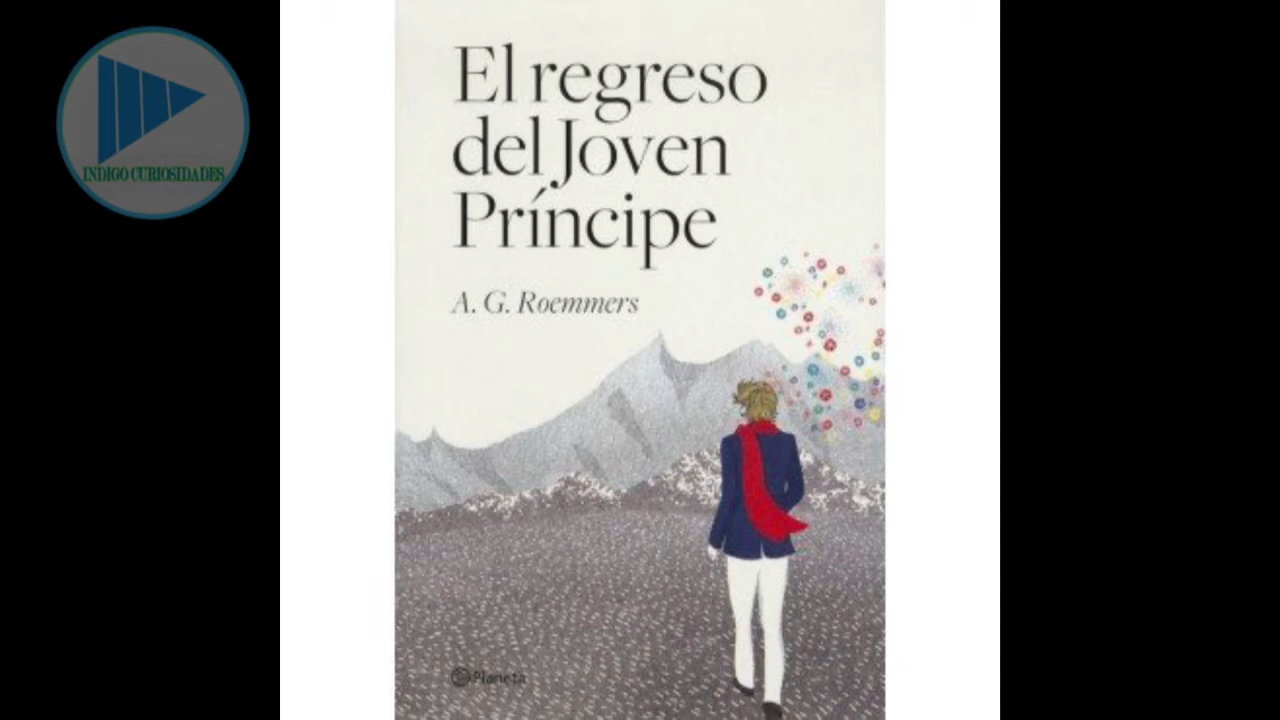 INDIGO CURIOSIDADES
El regreso
del Joven
Príncipe
A. G. Roemmers
Planeta